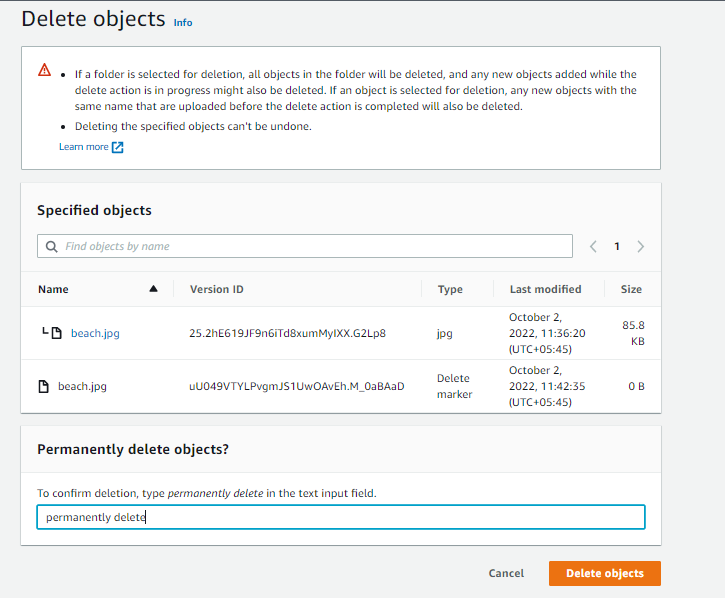 Delete objects Info
If a folder is selected for deletion, all objects in the folder will be deleted, and any new objects added while the
delete action is in progress might also be deleted. If an object is selected for deletion, any new objects with the
same name that are uploaded before the delete action is completed will also be deleted.
Deleting the specified objects can't be undone.
Learn more
Specified objects
Find objects by name
1
Name Version ID Type Last modified Size
beach.jpg 25.2hE619JF9n6iTd8xumMyIXX.G2Lp8 jpg October 2,
2022, 11:36:20
(UTC+05:45) 85.8
KB
beach.jpg uU049VTYLPvgmJS1UwOAvEh.M_0aBAaD Delete
marker October 2,
2022, 11:42:35
(UTC+05:45) 0 B
Permanently delete objects?
To confirm deletion, type permanently delete in the text input field.
permanently delete
Cancel Delete objects